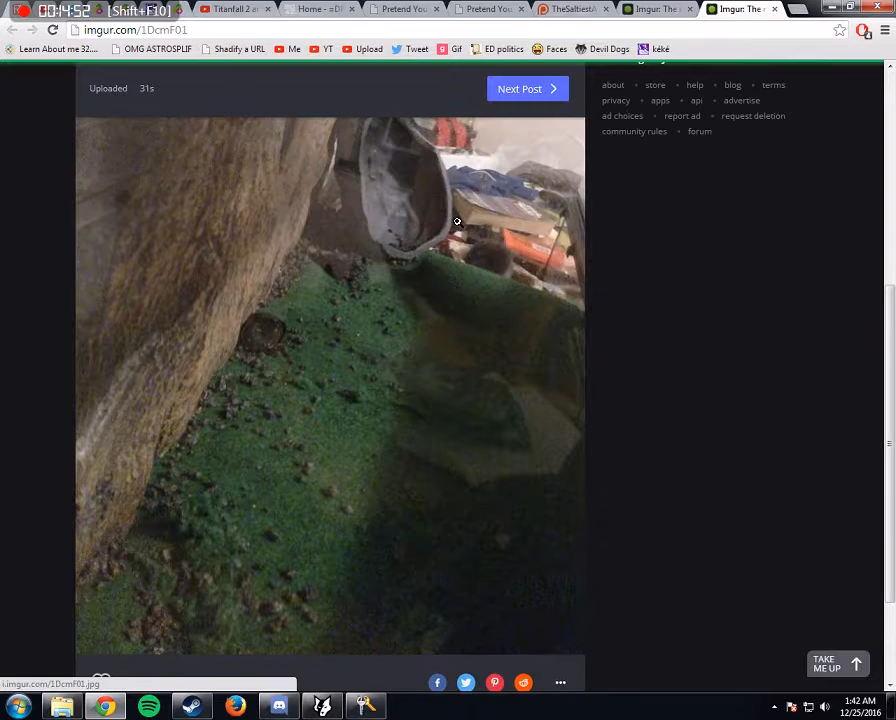 00:14:52 [Shift+F10]
Titanfall 2 ar
Home - =DF
Pretend You
Pretend You
TheSaltiestA
Imgur: The m
Imgur: The m
imgur.com/1DcmF01
Learn About me 32....
OMG ASTROSPLIF
Shadify a URL
Me
YT
Upload
Tweet
Gif
ED politics
Faces
Devil Dogs
kéké
about
store
help
blog
terms
privacy
apps
api
advertise
ad choices
report ad
request deletion
community rules
forum
Uploaded 31s
Next Post
TAKE
ME UP
i.imgur.com/1DcmF01.jpg
1:42 AM
12/25/2016